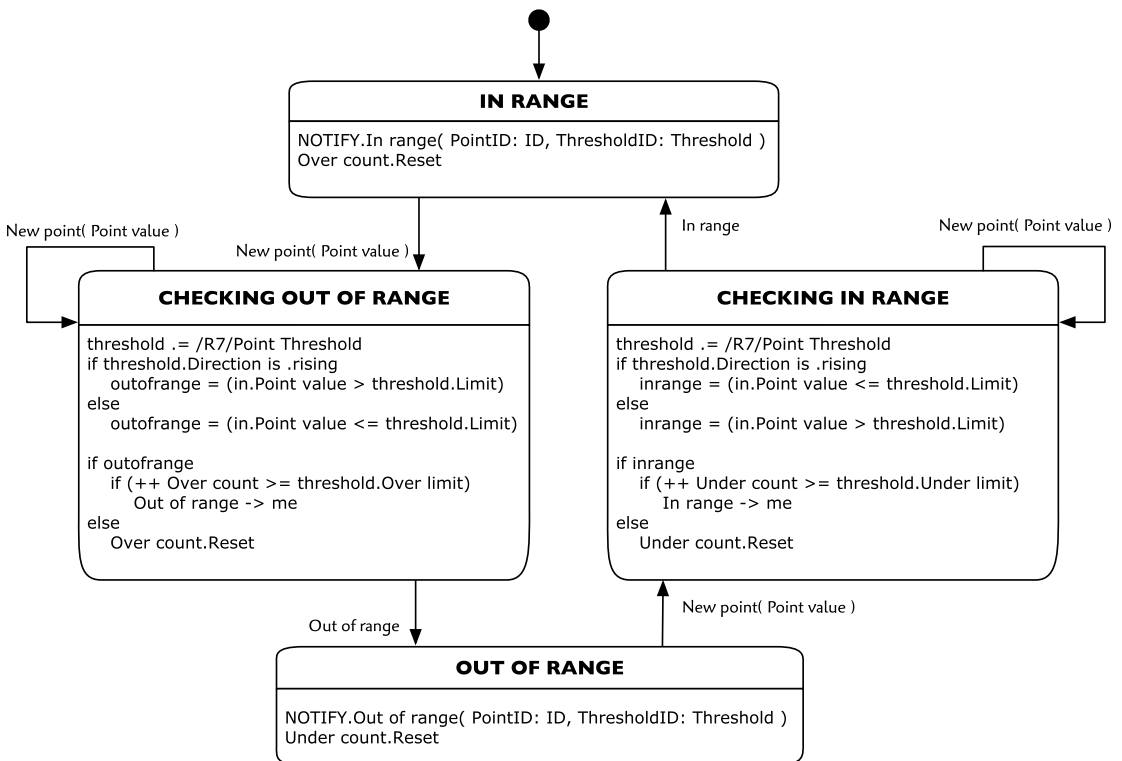 IN RANGE
NOTIFY.In range( PointID: ID, ThresholdID: Threshold )
Over count.Reset
New point( Point value )
New point( Point value )
In range
New point( Point value )
CHECKING OUT OF RANGE
threshold .= /R7/Point Threshold
if threshold.Direction is .rising
outofrange = (in.Point value > threshold.Limit)
else
outofrange = (in.Point value <= threshold.Limit)
if outofrange
if (++ Over count >= threshold.Over limit)
Out of range -> me
else
Over count.Reset
CHECKING IN RANGE
threshold .= /R7/Point Threshold
if threshold.Direction is .rising
inrange = (in.Point value <= threshold.Limit)
else
inrange = (in.Point value > threshold.Limit)
if inrange
if (++ Under count >= threshold.Under limit)
In range -> me
else
Under count.Reset
Out of range
New point( Point value )
OUT OF RANGE
NOTIFY.Out of range( PointID: ID, ThresholdID: Threshold )
Under count.Reset